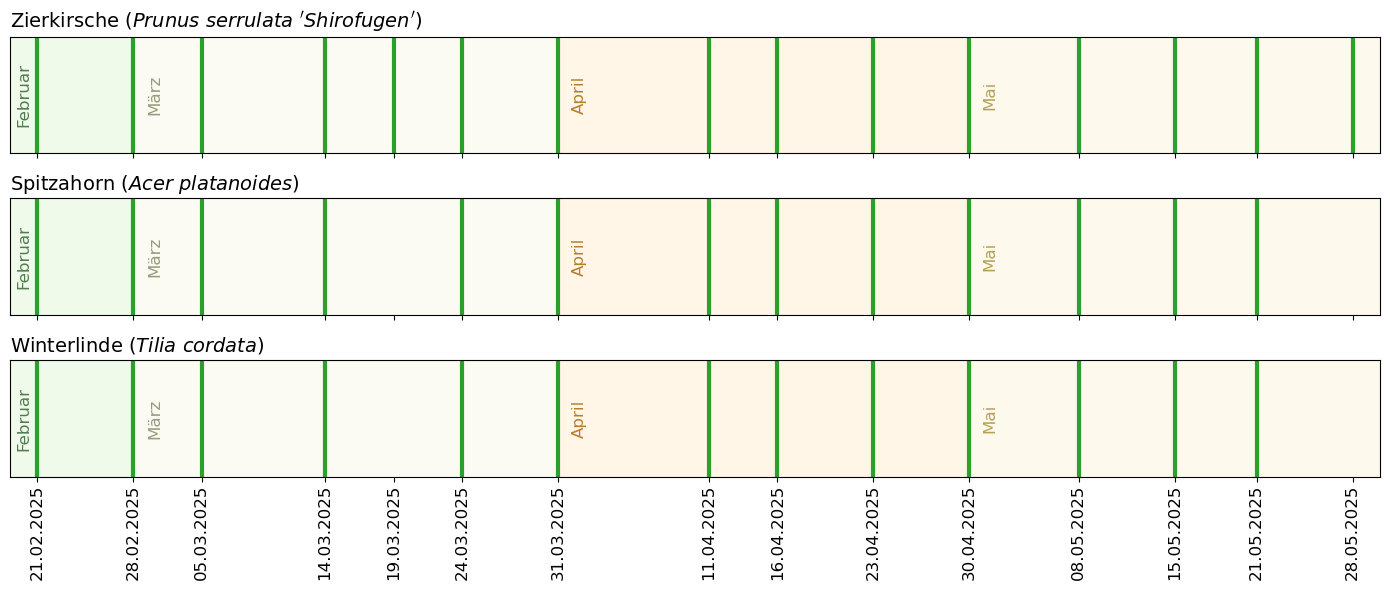 Zierkirsche (Prunus serrulata 'Shirofugen')
Februar
März
April
Mai
Spitzahorn (Acer platanoides)
Februar
März
April
Mai
Winterlinde (Tilia cordata)
Februar
März
April
Mai
21.02.2025
28.02.2025
05.03.2025
14.03.2025
19.03.2025
24.03.2025
31.03.2025
11.04.2025
16.04.2025
23.04.2025
30.04.2025
08.05.2025
15.05.2025
21.05.2025
28.05.2025